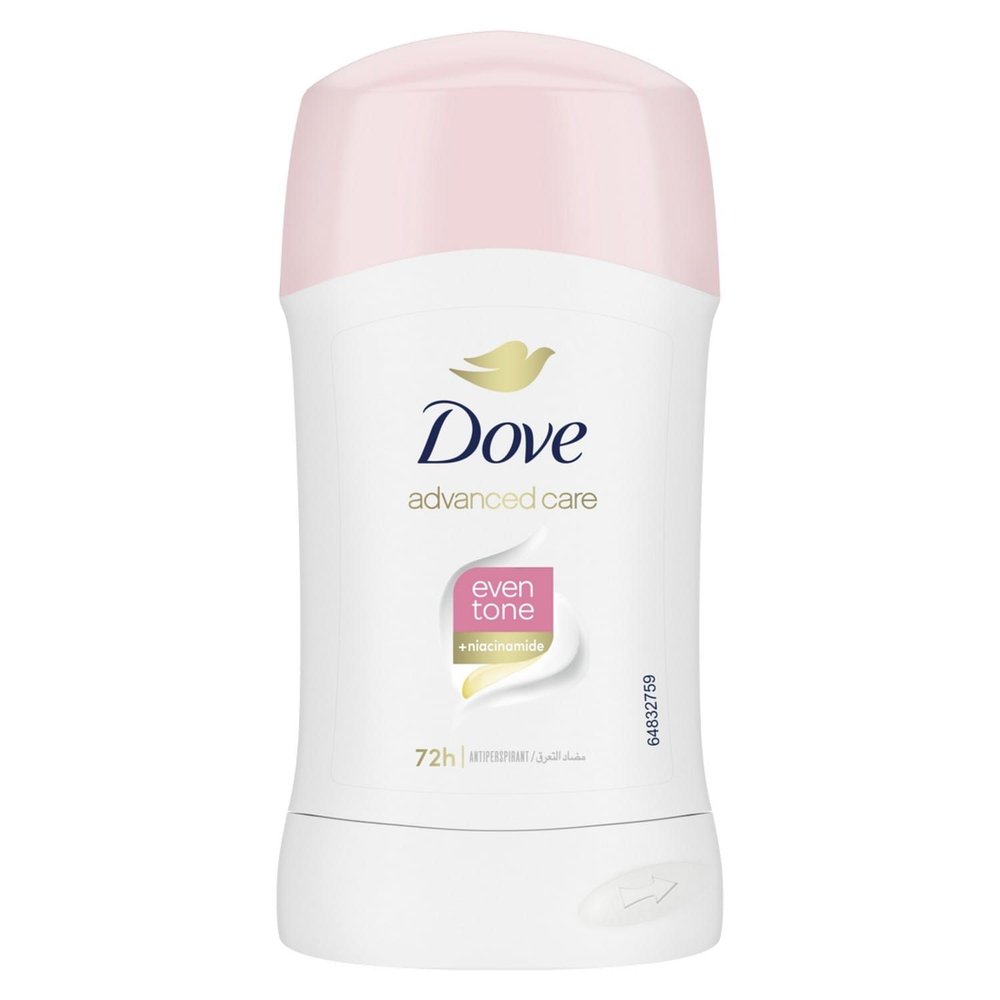 Dove
advanced care
even
tone
+niacinamide
64832759
72h | ANTIPERSPIRANT / مضاد التعرق